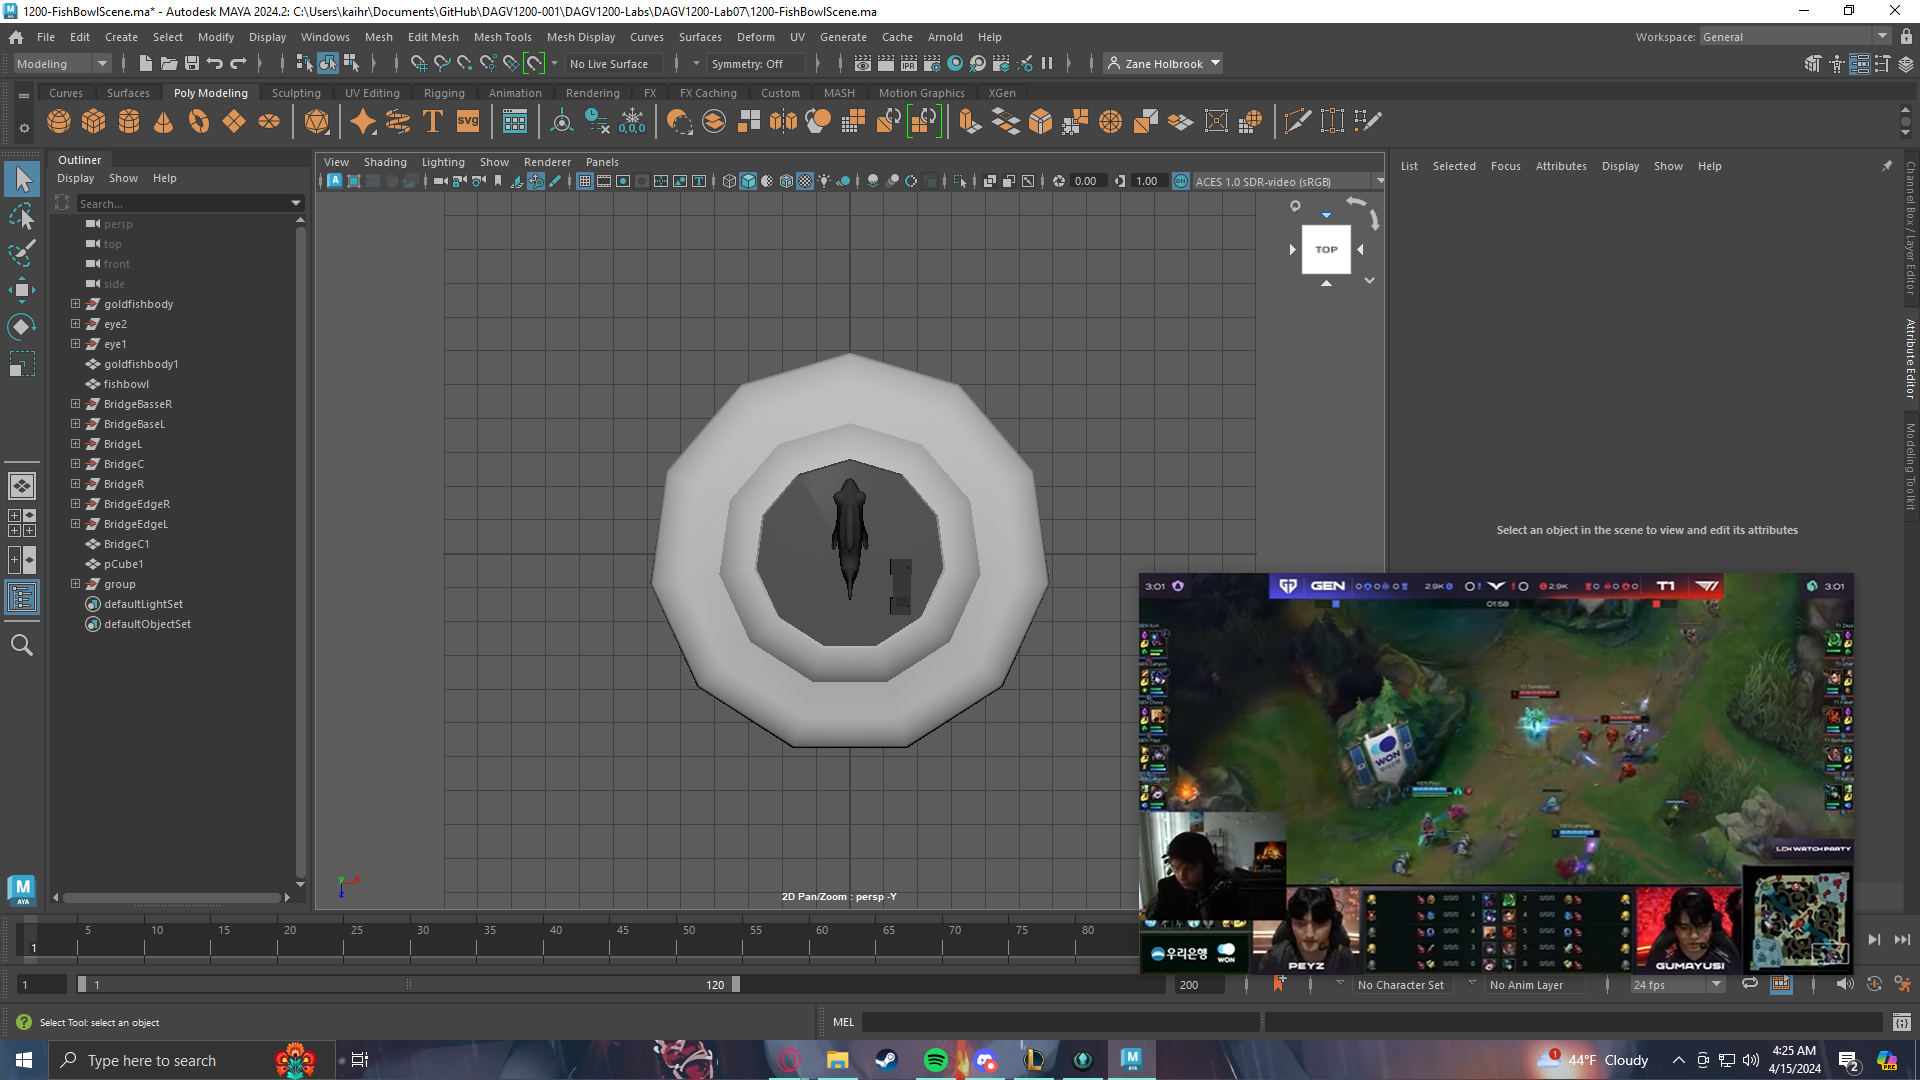 1200-FishBowlScene.ma* - Autodesk MAYA 2024.2: C:\Users\kaihr\Documents\GitHub\DAGV1200-001\DAGV1200-Labs\DAGV1200-Lab07\1200-FishBowlScene.ma
File Edit Create Select Modify Display Windows Mesh Edit Mesh Mesh Tools Mesh Display Curves Surfaces Deform UV Generate Cache Arnold Help
Workspace: General
Modeling
No Live Surface
Symmetry: Off
Zane Holbrook
Curves Surfaces Poly Modeling Sculpting UV Editing Rigging Animation Rendering FX FX Caching Custom MASH Motion Graphics XGen
Outliner
Display Show Help
Search...
persp
top
front
side
goldfishbody
eye2
eye1
goldfishbody1
fishbowl
BridgeBasseR
BridgeBaseL
BridgeL
BridgeC
BridgeR
BridgeEdgeR
BridgeEdgeL
BridgeC1
pCube1
group
defaultLightSet
defaultObjectSet
View Shading Lighting Show Renderer Panels
0.00
1.00
ACES 1.0 SDR-video (sRGB)
TOP
2D Pan/Zoom : persp -Y
List Selected Focus Attributes Display Show Help
Select an object in the scene to view and edit its attributes
Channel Box / Layer Editor
Attribute Editor
Modeling Toolkit
3:01
GEN
2.9K
2.9K
T1
3:01
01:58
WON
LCK WATCH PARTY
우리은행
WON
PEYZ
GUMAYUSI
1
5 10 15 20 25 30 35 40 45 50 55 60 65 70 75 80
1
1
120
200
No Character Set
No Anim Layer
24 fps
Select Tool: select an object
MEL
Type here to search
44°F Cloudy
4:25 AM
4/15/2024
2